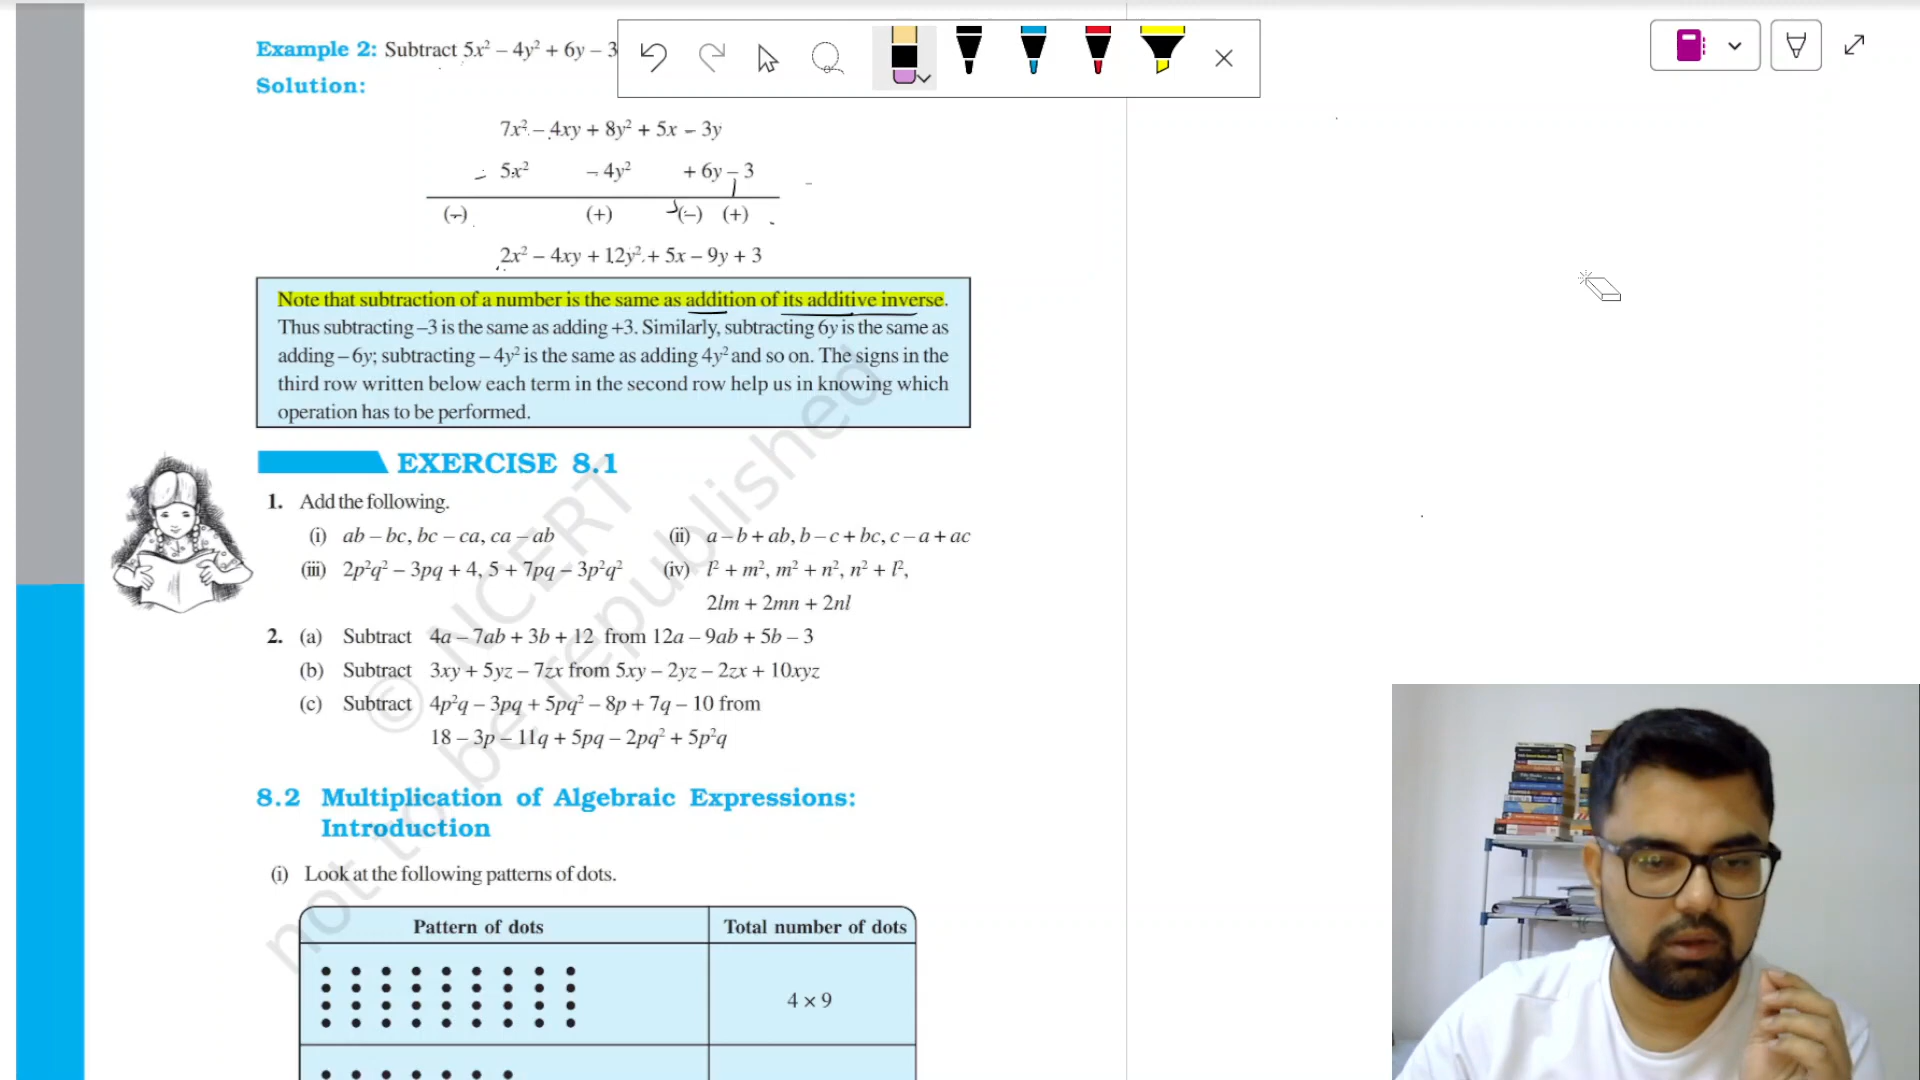 Example 2: Subtract 5x² – 4y² + 6y – 3
Solution:
7x² – 4xy + 8y² + 5x – 3y
– 5x² – 4y² + 6y – 3
(–) (+) (–) (+)
2x² – 4xy + 12y² + 5x – 9y + 3
Note that subtraction of a number is the same as addition of its additive inverse.
Thus subtracting –3 is the same as adding +3. Similarly, subtracting 6y is the same as
adding – 6y; subtracting – 4y² is the same as adding 4y² and so on. The signs in the
third row written below each term in the second row help us in knowing which
operation has to be performed.
EXERCISE 8.1
1. Add the following.
(i) ab – bc, bc – ca, ca – ab (ii) a – b + ab, b – c + bc, c – a + ac
(iii) 2p²q² – 3pq + 4, 5 + 7pq – 3p²q² (iv) l² + m², m² + n², n² + l²,
2lm + 2mn + 2nl
2. (a) Subtract 4a – 7ab + 3b + 12 from 12a – 9ab + 5b – 3
(b) Subtract 3xy + 5yz – 7zx from 5xy – 2yz – 2zx + 10xyz
(c) Subtract 4p²q – 3pq + 5pq² – 8p + 7q – 10 from
18 – 3p – 11q + 5pq – 2pq² + 5p²q
8.2 Multiplication of Algebraic Expressions:
Introduction
(i) Look at the following patterns of dots.
Pattern of dots Total number of dots
4 × 9
© NCERT
not to be republished